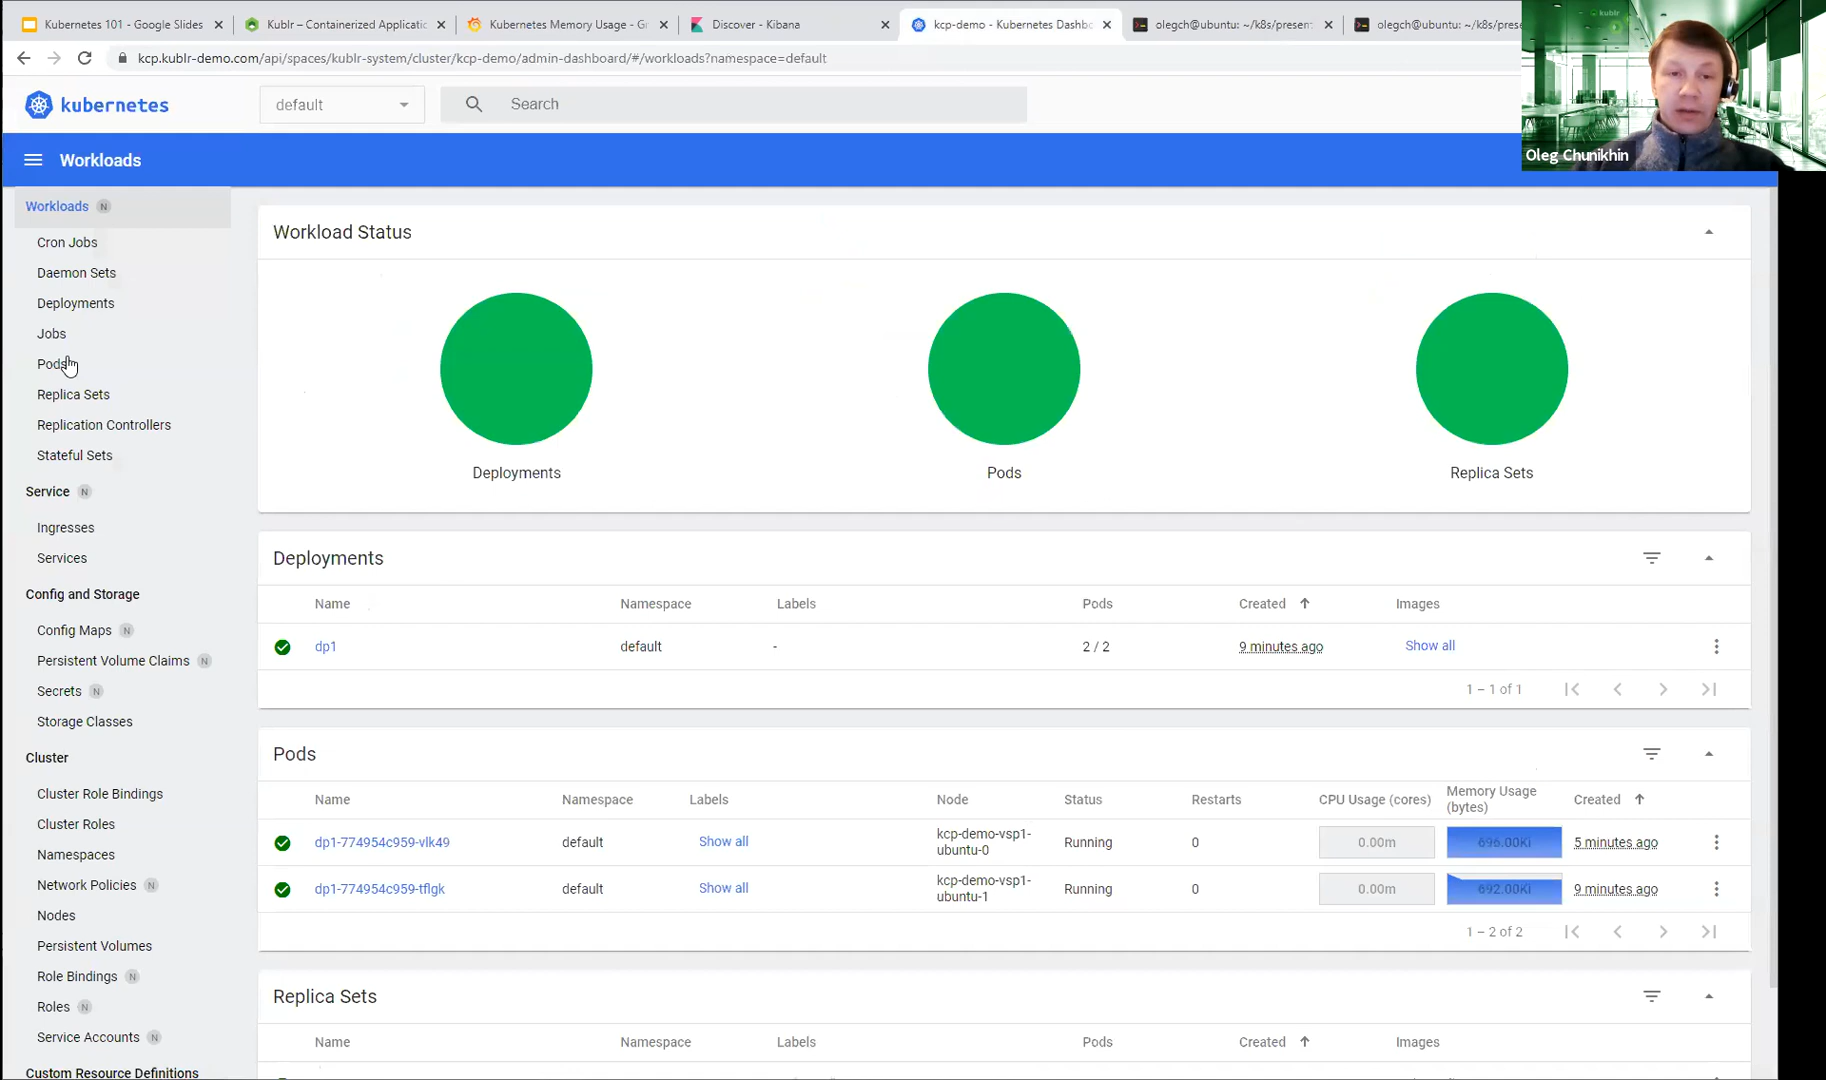 Kubernetes 101 - Google Slides
Kublr – Containerized Applicatic
Kubernetes Memory Usage - Gr
Discover - Kibana
kcp-demo - Kubernetes Dashbo
olegch@ubuntu: ~/k8s/present
olegch@ubuntu: ~/k8s/prese
kublr
kcp.kublr-demo.com/api/spaces/kublr-system/cluster/kcp-demo/admin-dashboard/#/workloads?namespace=default
kubernetes
default
Search
Oleg Chunikhin
Workloads
Workloads N
Cron Jobs
Daemon Sets
Deployments
Jobs
Pods
Replica Sets
Replication Controllers
Stateful Sets
Service N
Ingresses
Services
Config and Storage
Config Maps N
Persistent Volume Claims N
Secrets N
Storage Classes
Cluster
Cluster Role Bindings
Cluster Roles
Namespaces
Network Policies N
Nodes
Persistent Volumes
Role Bindings N
Roles N
Service Accounts N
Custom Resource Definitions
Workload Status
Deployments
Pods
Replica Sets
Deployments
Name Namespace Labels Pods Created Images
dp1 default - 2 / 2 9 minutes ago Show all
1 – 1 of 1
Pods
Name Namespace Labels Node Status Restarts CPU Usage (cores) Memory Usage (bytes) Created
dp1-774954c959-vlk49 default Show all kcp-demo-vsp1-ubuntu-0 Running 0 0.00m 696.00Ki 5 minutes ago
dp1-774954c959-tflgk default Show all kcp-demo-vsp1-ubuntu-1 Running 0 0.00m 692.00Ki 9 minutes ago
1 – 2 of 2
Replica Sets
Name Namespace Labels Pods Created Images